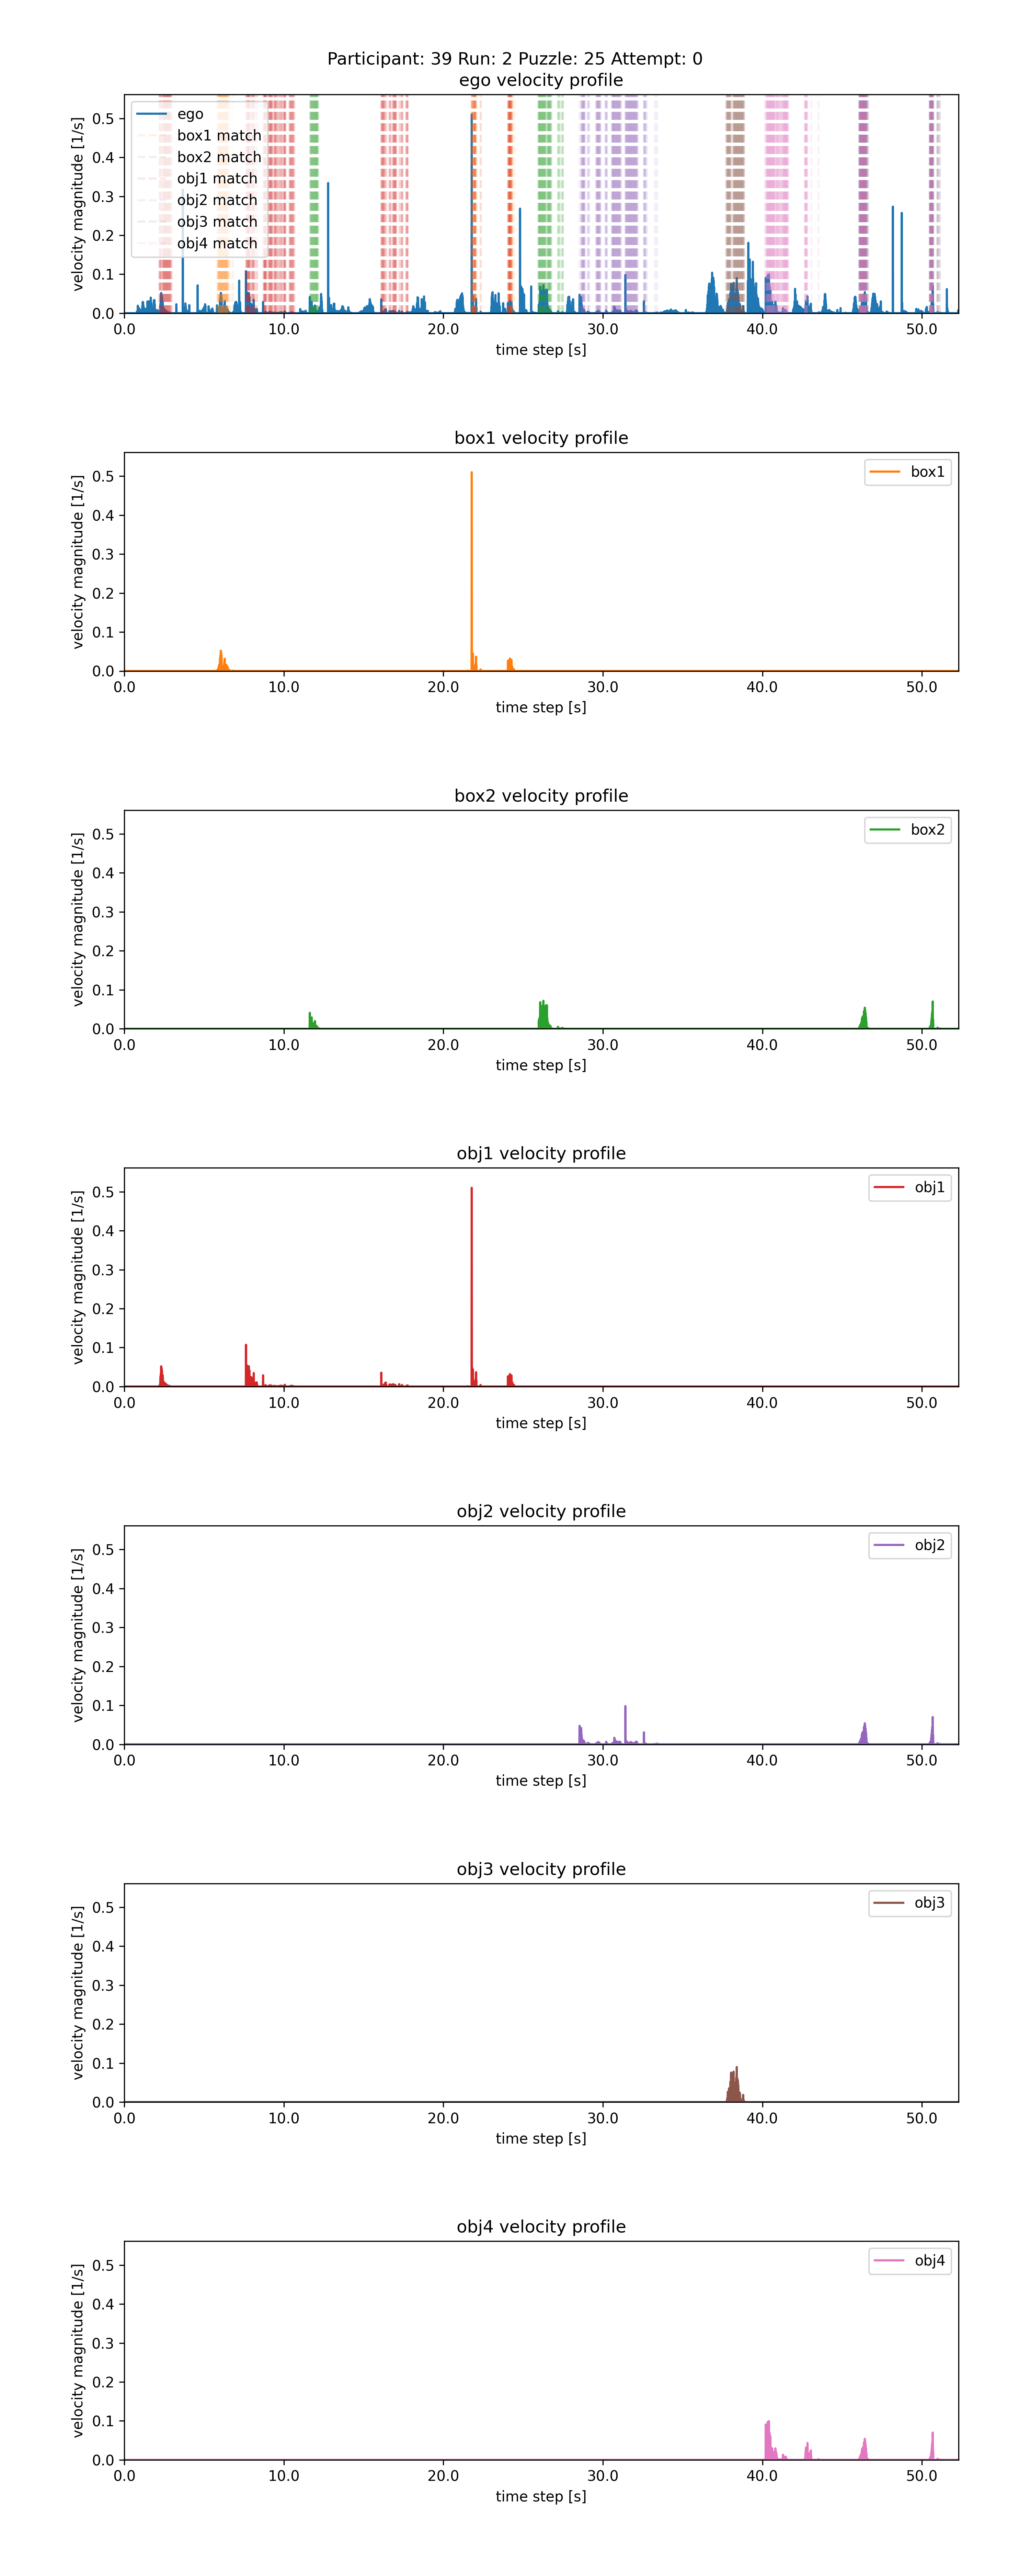 Participant: 39 Run: 2 Puzzle: 25 Attempt: 0
ego velocity profile
velocity magnitude [1/s]
0.5
0.4
0.3
0.2
0.1
0.0
ego
box1 match
box2 match
obj1 match
obj2 match
obj3 match
obj4 match
0.0 10.0 20.0 30.0 40.0 50.0
time step [s]
box1 velocity profile
velocity magnitude [1/s]
0.5
0.4
0.3
0.2
0.1
0.0
box1
0.0 10.0 20.0 30.0 40.0 50.0
time step [s]
box2 velocity profile
velocity magnitude [1/s]
0.5
0.4
0.3
0.2
0.1
0.0
box2
0.0 10.0 20.0 30.0 40.0 50.0
time step [s]
obj1 velocity profile
velocity magnitude [1/s]
0.5
0.4
0.3
0.2
0.1
0.0
obj1
0.0 10.0 20.0 30.0 40.0 50.0
time step [s]
obj2 velocity profile
velocity magnitude [1/s]
0.5
0.4
0.3
0.2
0.1
0.0
obj2
0.0 10.0 20.0 30.0 40.0 50.0
time step [s]
obj3 velocity profile
velocity magnitude [1/s]
0.5
0.4
0.3
0.2
0.1
0.0
obj3
0.0 10.0 20.0 30.0 40.0 50.0
time step [s]
obj4 velocity profile
velocity magnitude [1/s]
0.5
0.4
0.3
0.2
0.1
0.0
obj4
0.0 10.0 20.0 30.0 40.0 50.0
time step [s]